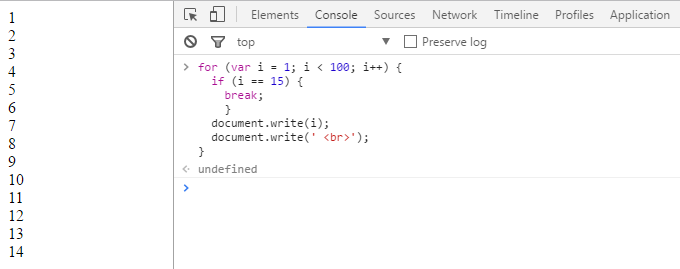 1
2
3
4
5
6
7
8
9
10
11
12
13
14
Elements Console Sources Network Timeline Profiles Application
top Preserve log
> for (var i = 1; i < 100; i++) {
if (i == 15) {
break;
}
document.write(i);
document.write(' <br>');
}
undefined
>